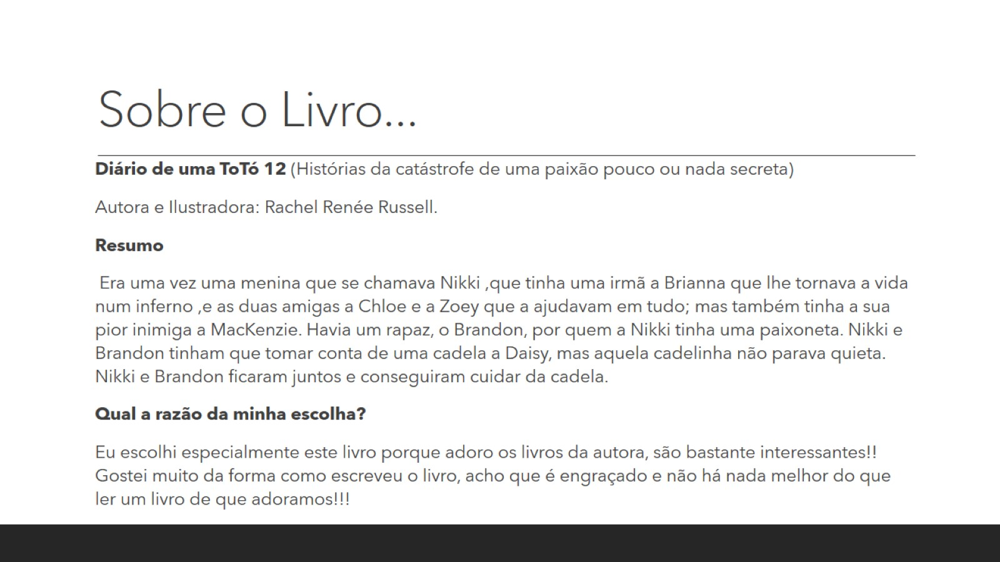 Sobre o Livro...
Diário de uma ToTó 12 (Histórias da catástrofe de uma paixão pouco ou nada secreta)
Autora e Ilustradora: Rachel Renée Russell.
Resumo
Era uma vez uma menina que se chamava Nikki ,que tinha uma irmã a Brianna que lhe tornava a vida
num inferno ,e as duas amigas a Chloe e a Zoey que a ajudavam em tudo; mas também tinha a sua
pior inimiga a MacKenzie. Havia um rapaz, o Brandon, por quem a Nikki tinha uma paixoneta. Nikki e
Brandon tinham que tomar conta de uma cadela a Daisy, mas aquela cadelinha não parava quieta.
Nikki e Brandon ficaram juntos e conseguiram cuidar da cadela.
Qual a razão da minha escolha?
Eu escolhi especialmente este livro porque adoro os livros da autora, são bastante interessantes!!
Gostei muito da forma como escreveu o livro, acho que é engraçado e não há nada melhor do que
ler um livro de que adoramos!!!